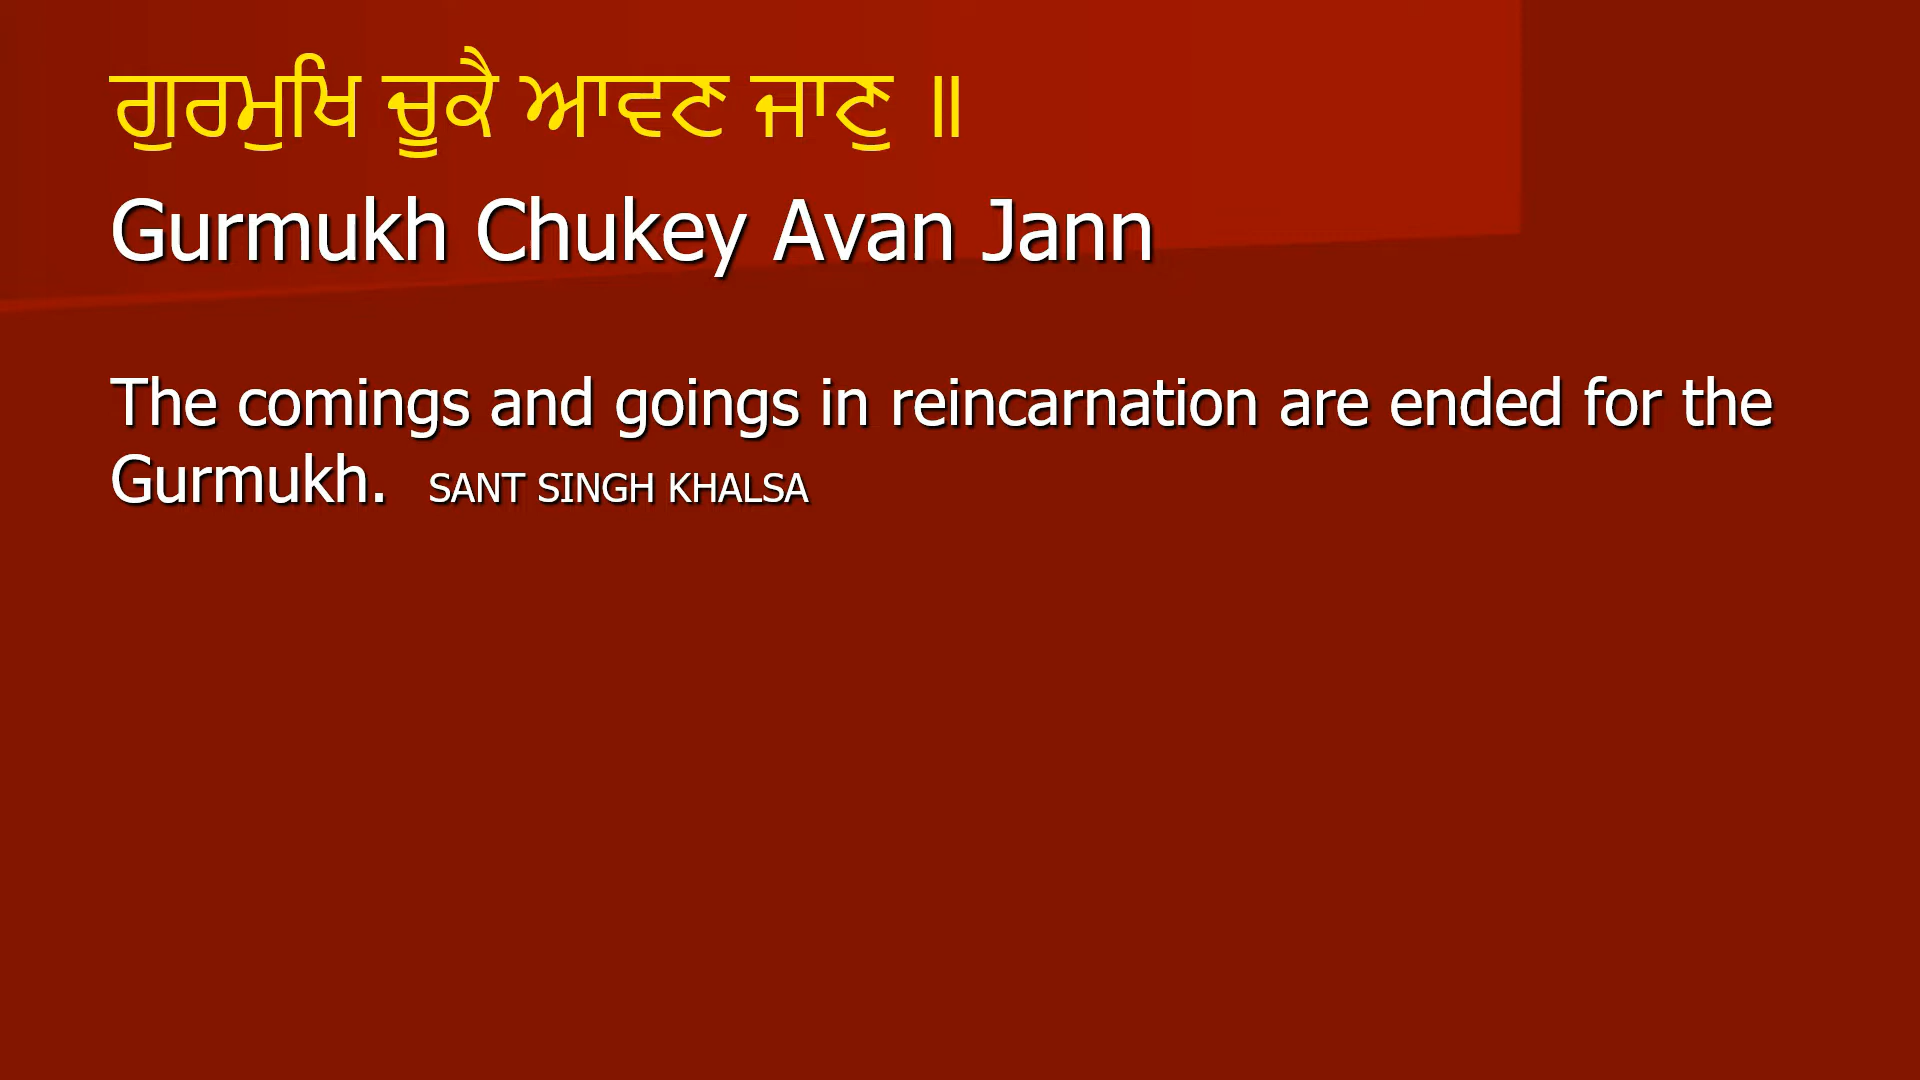 ਗੁਰਮੁਖਿ ਚੂਕੈ ਆਵਣ ਜਾਣੁ ॥
Gurmukh Chukey Avan Jann
The comings and goings in reincarnation are ended for the
Gurmukh. SANT SINGH KHALSA